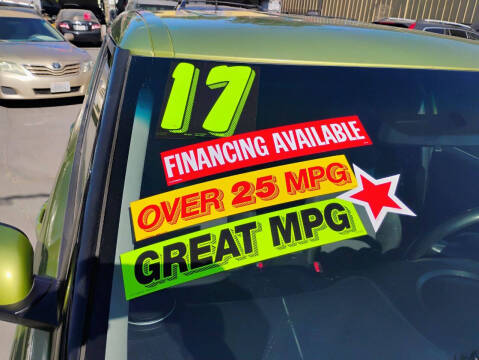 17
FINANCING AVAILABLE
OVER 25 MPG
GREAT MPG